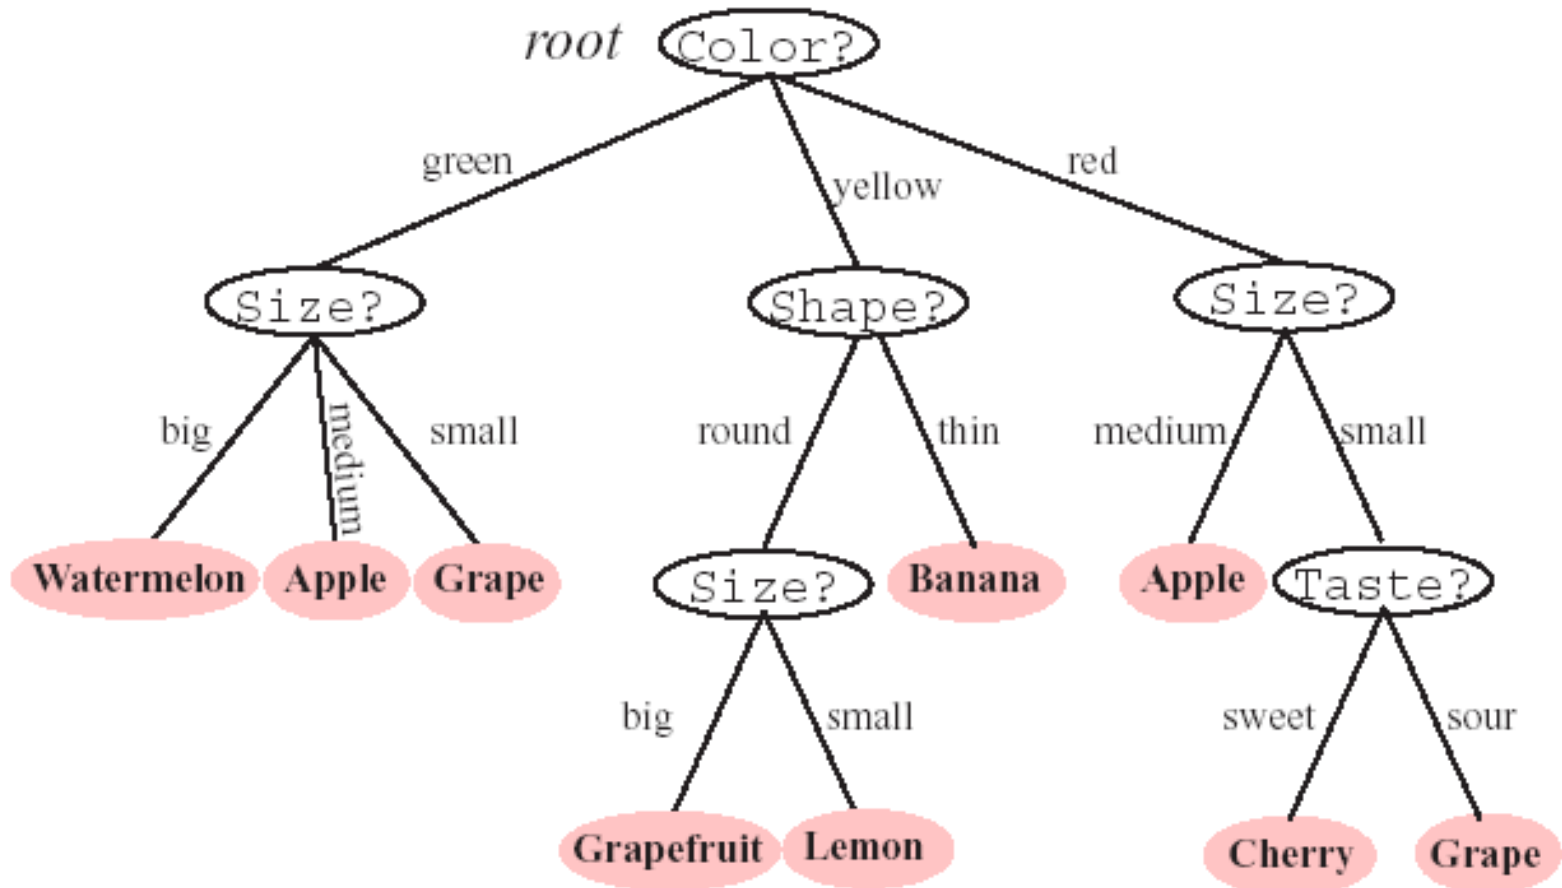 root Color?
green yellow red
Size? Shape? Size?
big medium small round thin medium small
Watermelon Apple Grape Size? Banana Apple Taste?
big small sweet sour
Grapefruit Lemon Cherry Grape